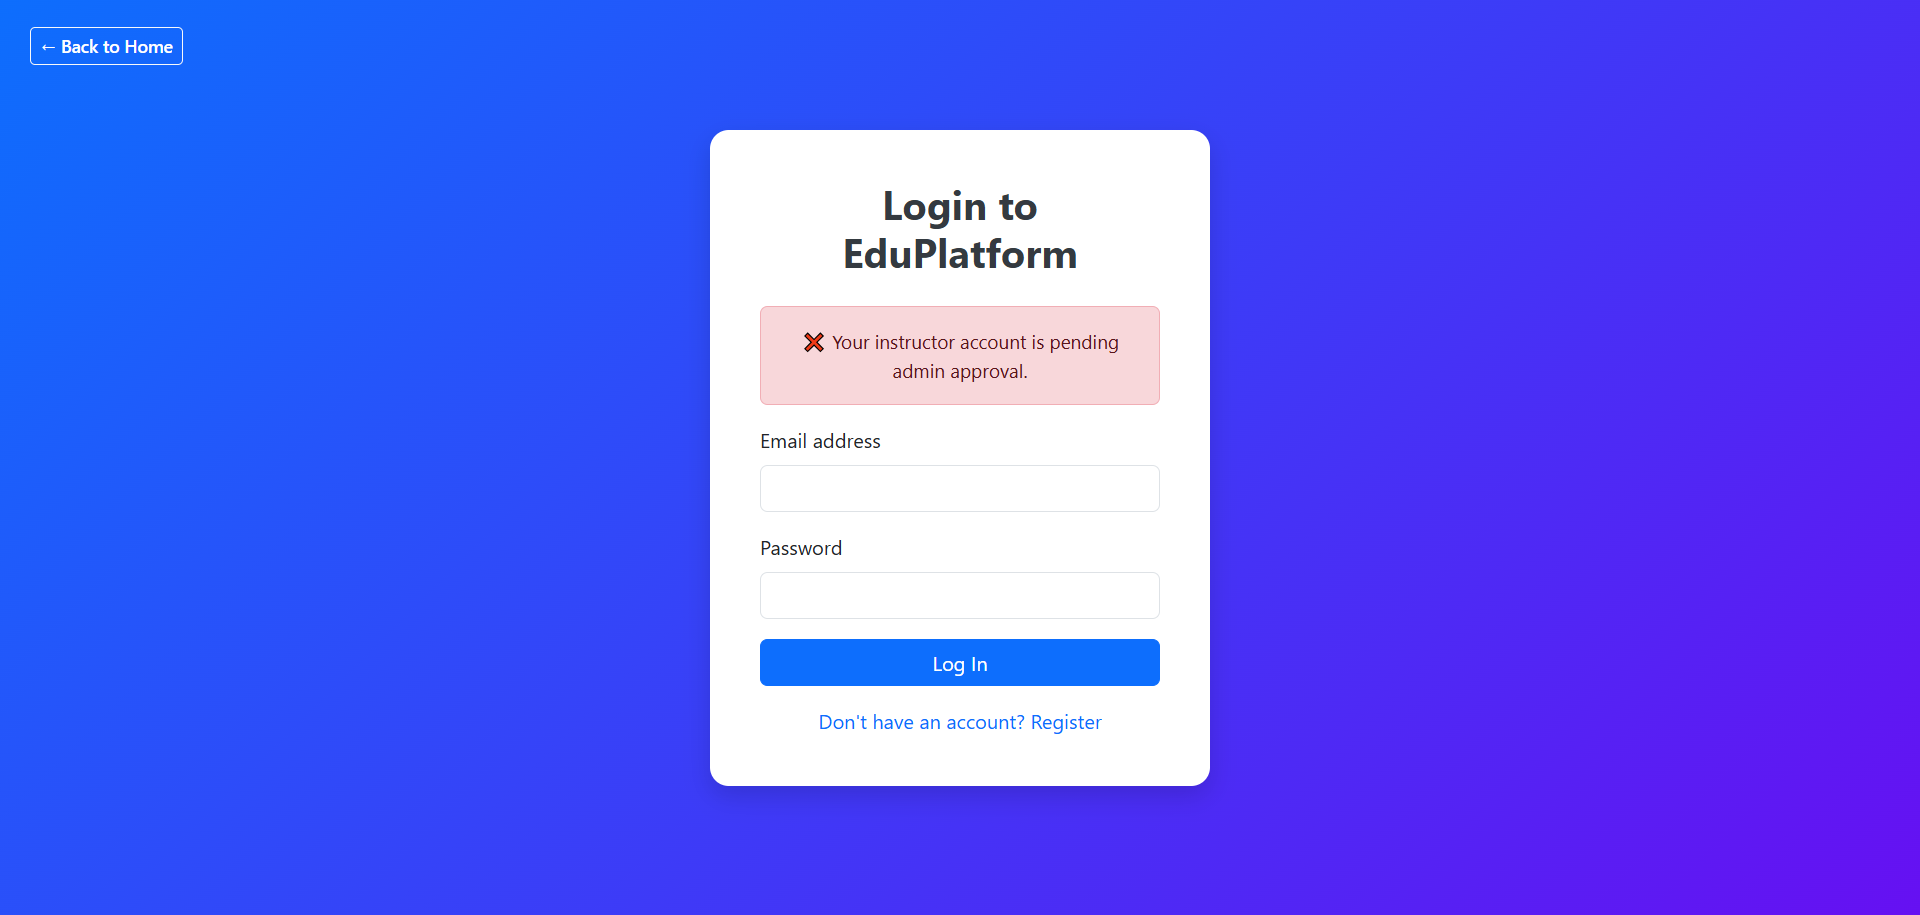 ← Back to Home
Login to
EduPlatform
❌ Your instructor account is pending
admin approval.
Email address
Password
Log In
Don't have an account? Register